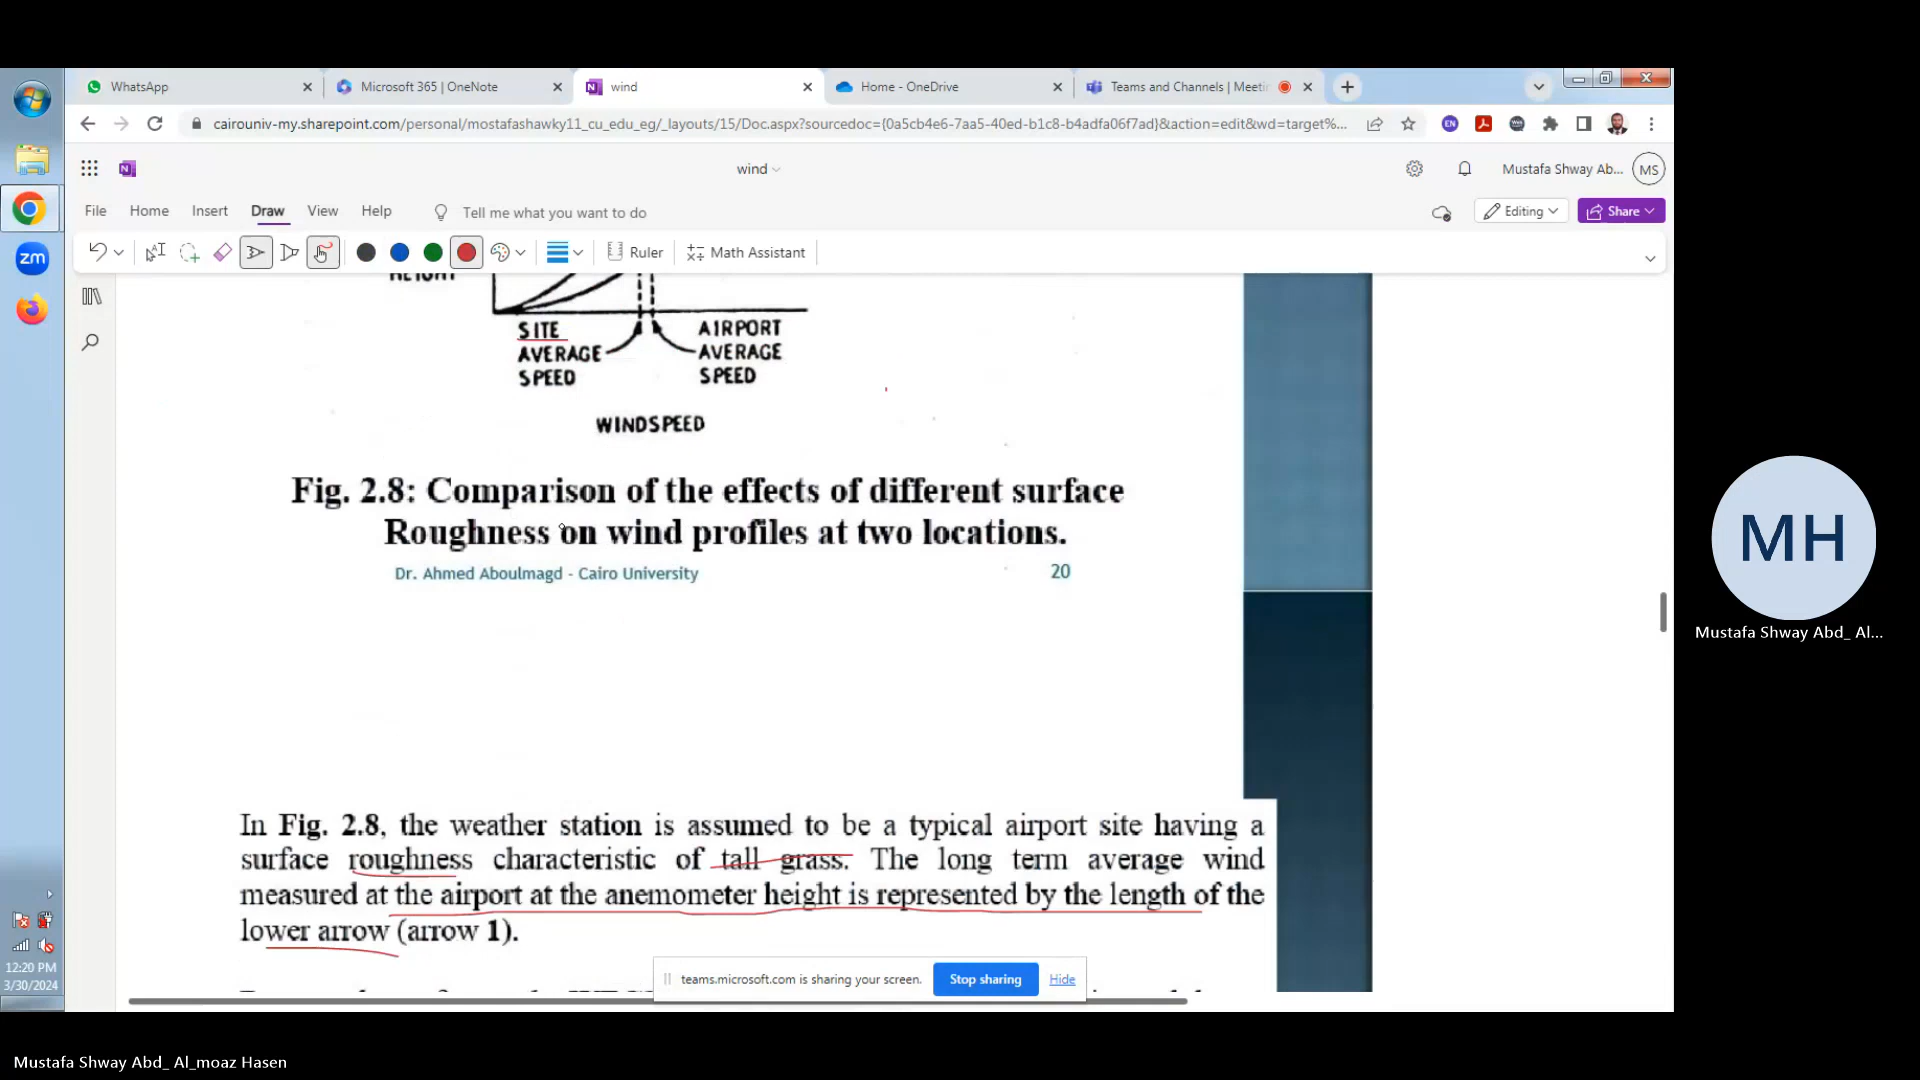 WhatsApp
Microsoft 365 | OneNote
wind
Home - OneDrive
Teams and Channels | Meeti
cairouniv-my.sharepoint.com/personal/mostafashawky11_cu_edu_eg/_layouts/15/Doc.aspx?sourcedoc={0a5cb4e6-7aa5-40ed-b1c8-b4adfa06f7ad}&action=edit&wd=target%...
EN
wind
Mustafa Shway Ab...
MS
File
Home
Insert
Draw
View
Help
Tell me what you want to do
Editing
Share
Ruler
Math Assistant
zm
HEIGHT
SITE
AVERAGE
SPEED
AIRPORT
AVERAGE
SPEED
WINDSPEED
Fig. 2.8: Comparison of the effects of different surface
Roughness on wind profiles at two locations.
Dr. Ahmed Aboulmagd - Cairo University
20
In Fig. 2.8, the weather station is assumed to be a typical airport site having a
surface roughness characteristic of tall grass. The long term average wind
measured at the airport at the anemometer height is represented by the length of the
lower arrow (arrow 1).
teams.microsoft.com is sharing your screen.
Stop sharing
Hide
12:20 PM
3/30/2024
MH
Mustafa Shway Abd_ Al...
Mustafa Shway Abd_ Al_moaz Hasen